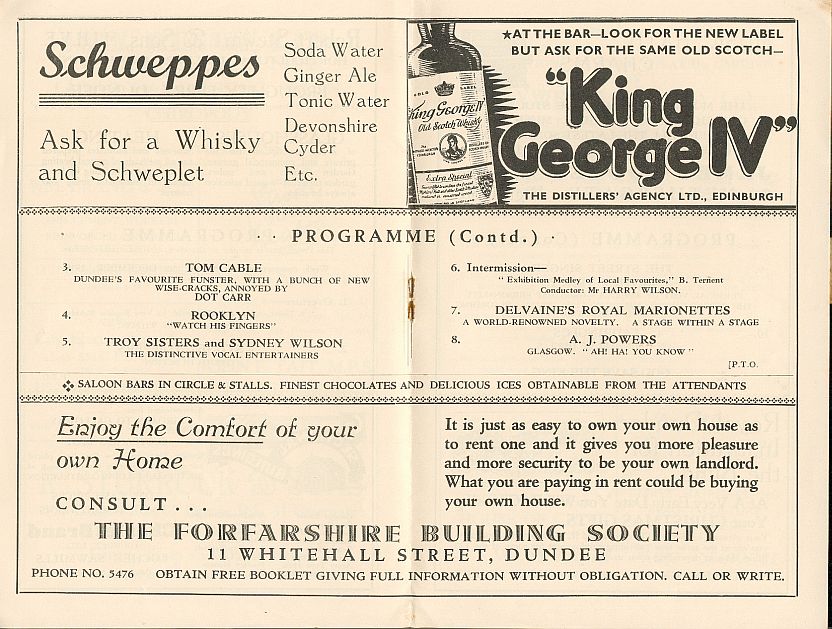 Schweppes
Ask for a Whisky
and Schweplet
Soda Water
Ginger Ale
Tonic Water
Devonshire
Cyder
Etc.
GOLD LABEL
King George IV
Old Scotch Whisky
Extra Special
★AT THE BAR—LOOK FOR THE NEW LABEL
BUT ASK FOR THE SAME OLD SCOTCH—
"King
George IV"
THE DISTILLERS' AGENCY LTD., EDINBURGH
PROGRAMME (Contd.)
3. TOM CABLE
DUNDEE'S FAVOURITE FUNSTER, WITH A BUNCH OF NEW
WISE-CRACKS, ANNOYED BY
DOT CARR
4. ROOKLYN
"WATCH HIS FINGERS"
5. TROY SISTERS and SYDNEY WILSON
THE DISTINCTIVE VOCAL ENTERTAINERS
6. Intermission—
"Exhibition Medley of Local Favourites," B. Ternent
Conductor: Mr HARRY WILSON.
7. DELVAINE'S ROYAL MARIONETTES
A WORLD-RENOWNED NOVELTY. A STAGE WITHIN A STAGE
8. A. J. POWERS
GLASGOW. "AH! HA! YOU KNOW"
[P.T.O.
SALOON BARS IN CIRCLE & STALLS. FINEST CHOCOLATES AND DELICIOUS ICES OBTAINABLE FROM THE ATTENDANTS
Enjoy the Comfort of your
own Home
CONSULT...
It is just as easy to own your own house as
to rent one and it gives you more pleasure
and more security to be your own landlord.
What you are paying in rent could be buying
your own house.
THE FORFARSHIRE BUILDING SOCIETY
11 WHITEHALL STREET, DUNDEE
PHONE NO. 5476 OBTAIN FREE BOOKLET GIVING FULL INFORMATION WITHOUT OBLIGATION. CALL OR WRITE.